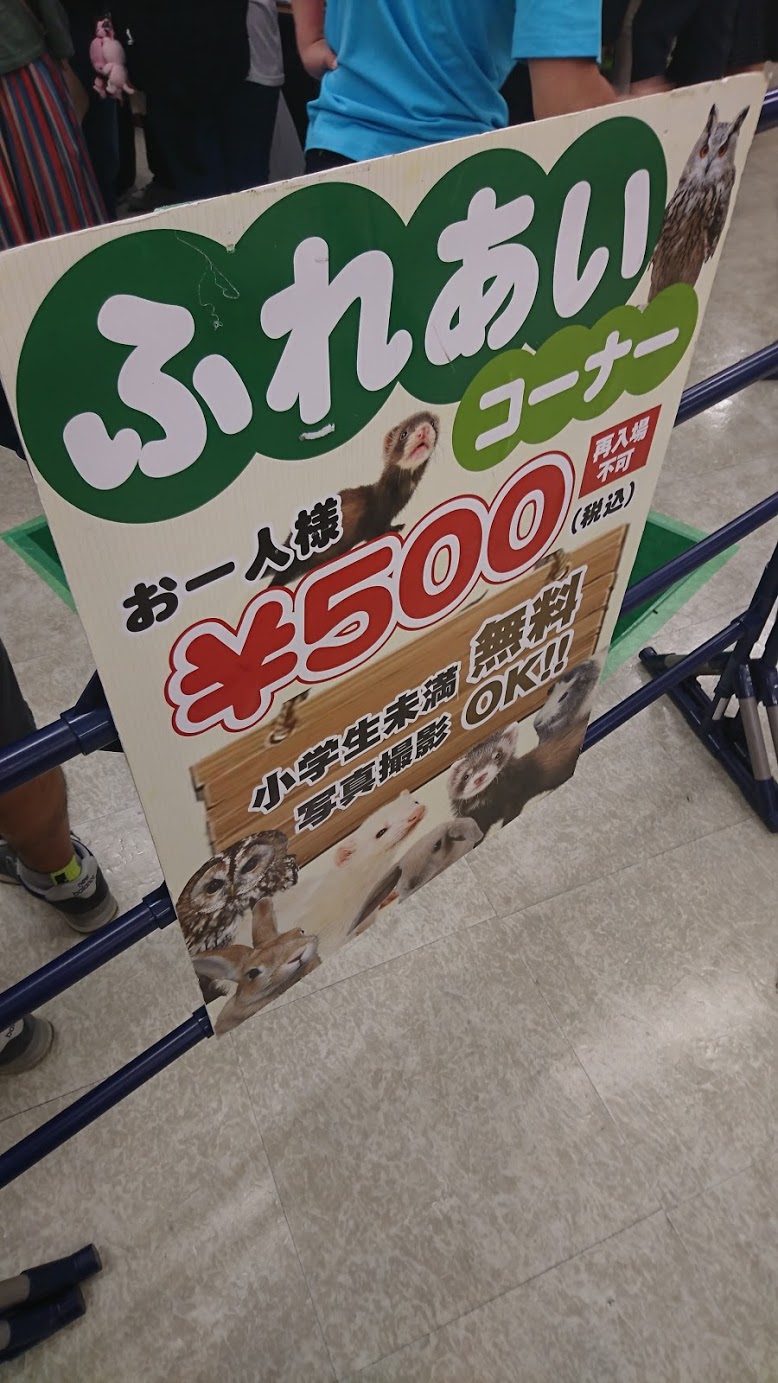 ふれあい
コーナー
再入場
不可
お一人様
¥500
(税込)
小学生未満 無料
写真撮影 OK!!